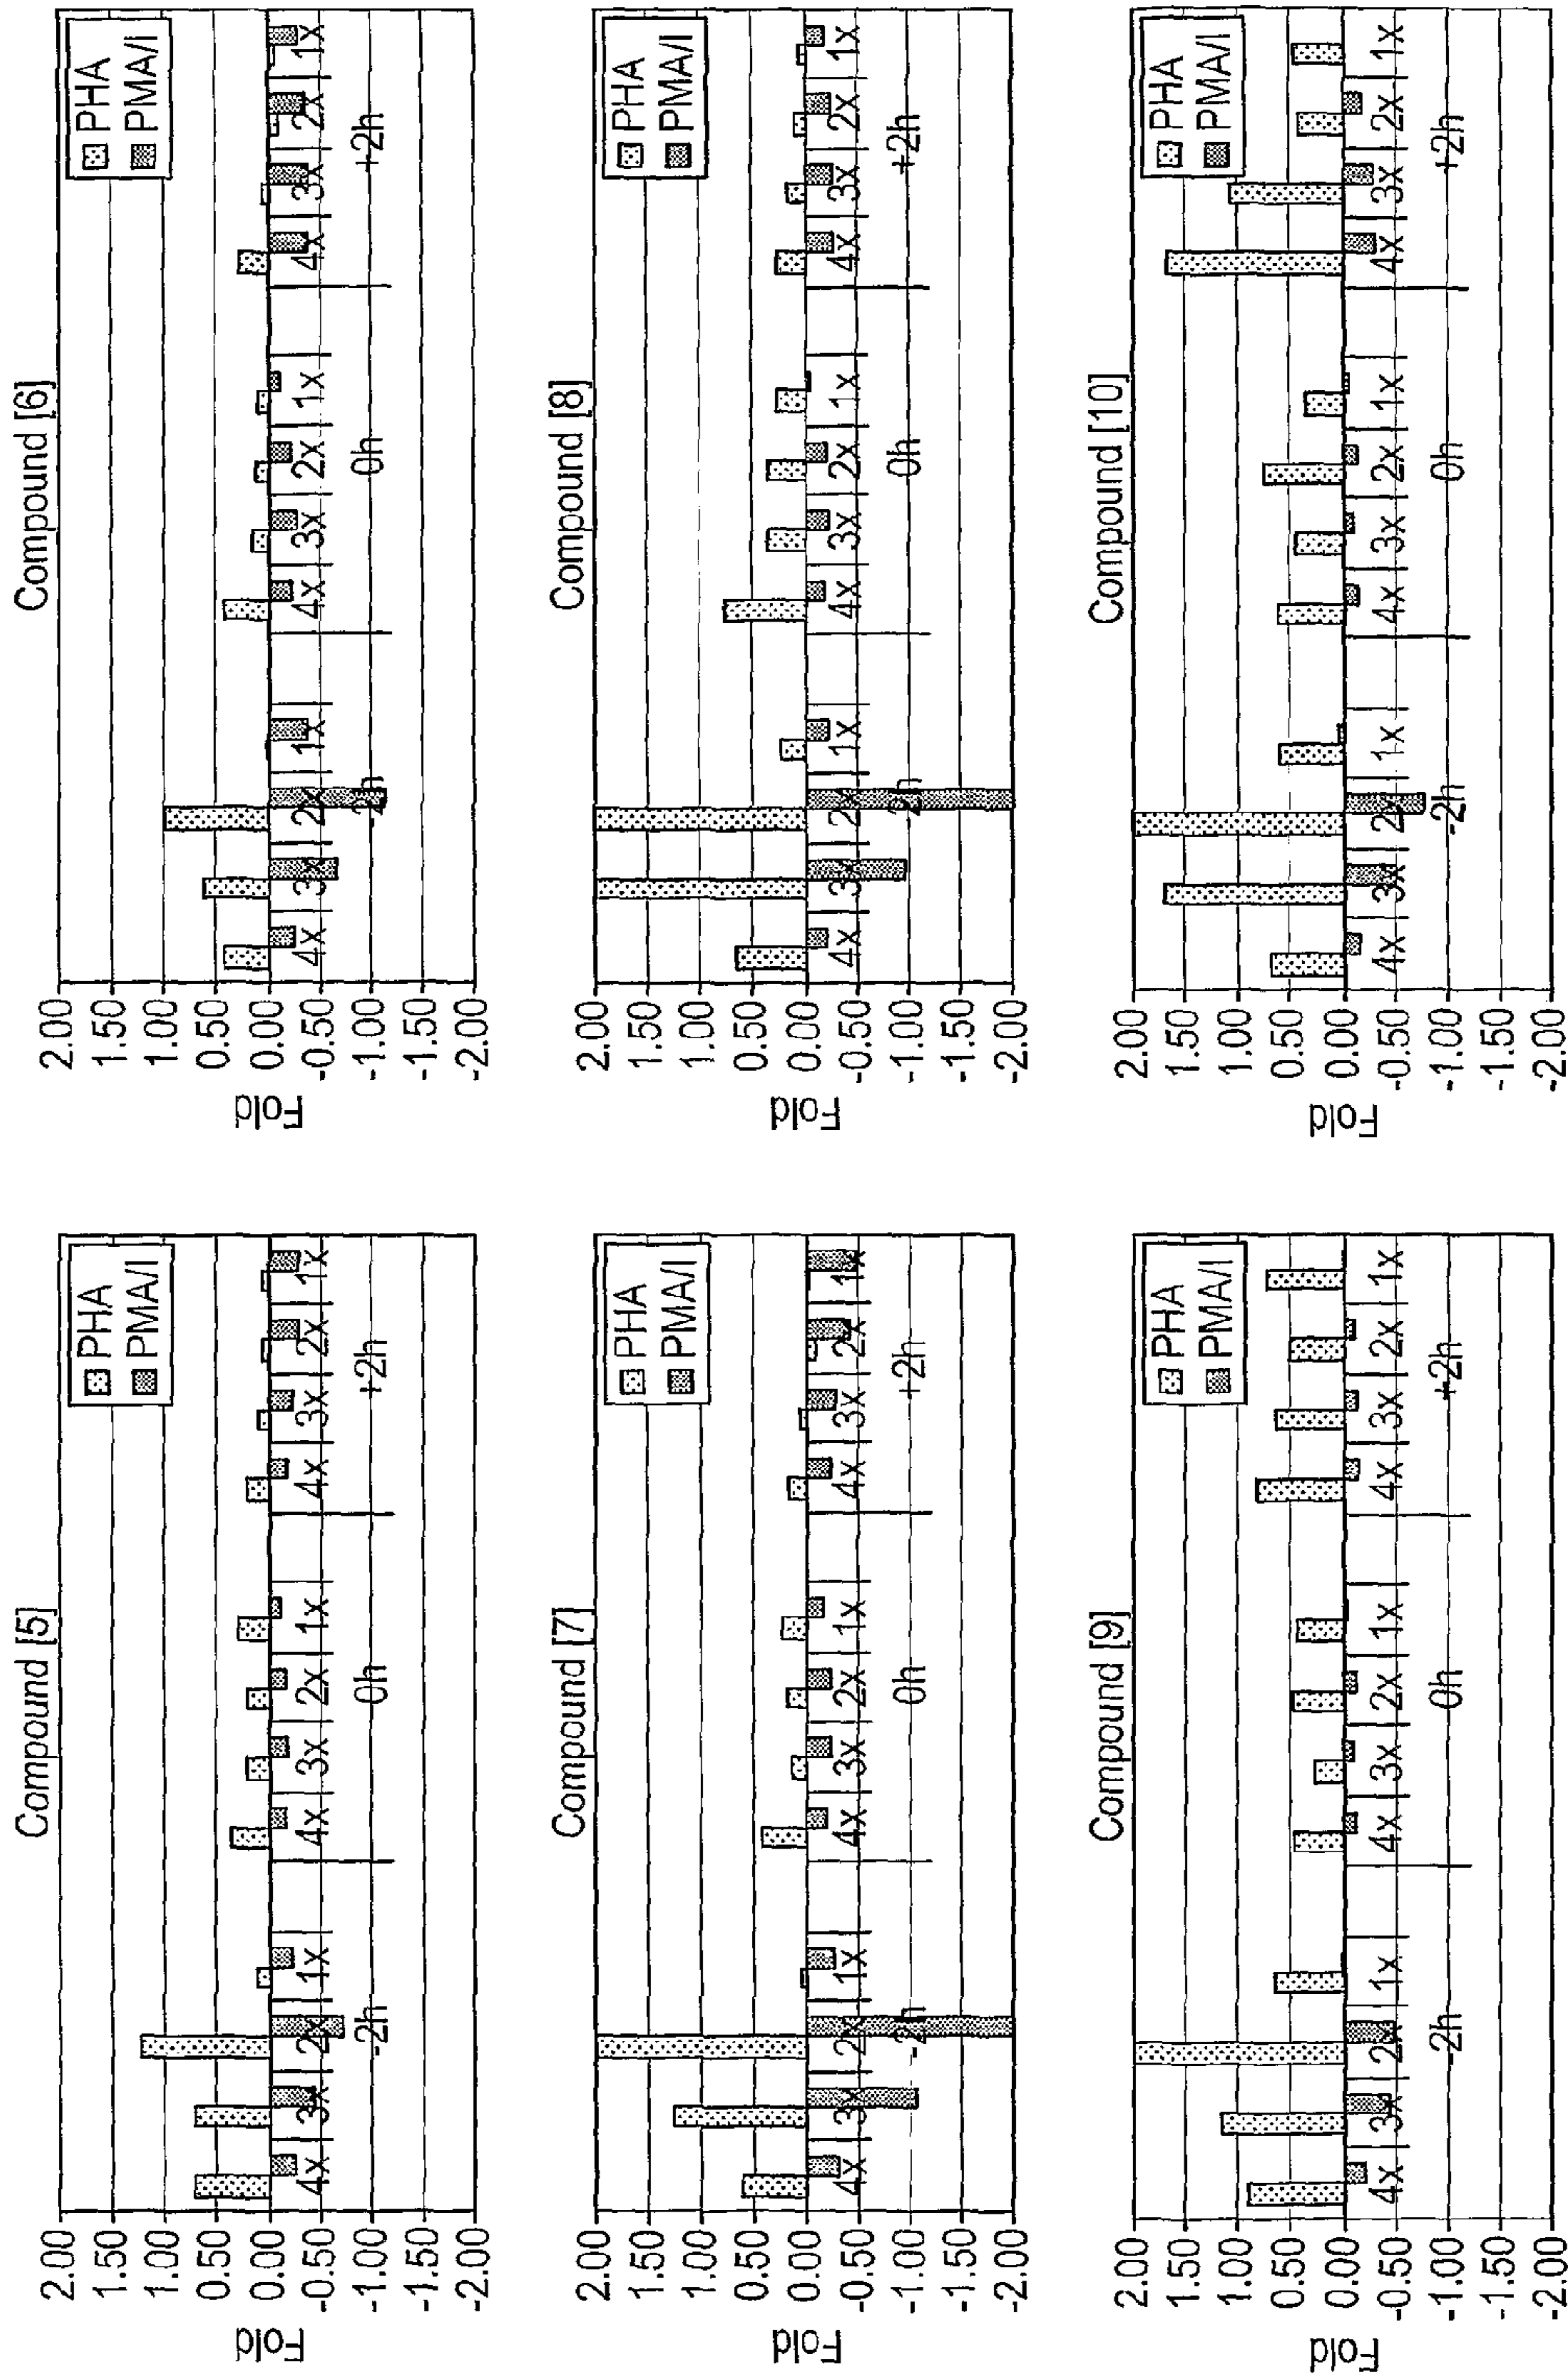 Compound [5]
PHA
PMA/I
Fold
2.00
1.50
1.00
0.50
0.00
-0.50
-1.00
-1.50
-2.00
4x 3x 2x 1x 4x 3x 2x 1x 4x 3x 2x 1x
-2h 0h +2h
Compound [6]
PHA
PMA/I
Fold
2.00
1.50
1.00
0.50
0.00
-0.50
-1.00
-1.50
-2.00
4x 3x 2x 1x 4x 3x 2x 1x 4x 3x 2x 1x
-2h 0h +2h
Compound [7]
PHA
PMA/I
Fold
2.00
1.50
1.00
0.50
0.00
-0.50
-1.00
-1.50
-2.00
4x 3x 2x 1x 4x 3x 2x 1x 4x 3x 2x 1x
-2h 0h +2h
Compound [8]
PHA
PMA/I
Fold
2.00
1.50
1.00
0.50
0.00
-0.50
-1.00
-1.50
-2.00
4x 3x 2x 1x 4x 3x 2x 1x 4x 3x 2x 1x
-2h 0h +2h
Compound [9]
PHA
PMA/I
Fold
2.00
1.50
1.00
0.50
0.00
-0.50
-1.00
-1.50
-2.00
4x 3x 2x 1x 4x 3x 2x 1x 4x 3x 2x 1x
-2h 0h +2h
Compound [10]
PHA
PMA/I
Fold
2.00
1.50
1.00
0.50
0.00
-0.50
-1.00
-1.50
-2.00
4x 3x 2x 1x 4x 3x 2x 1x 4x 3x 2x 1x
-2h 0h +2h